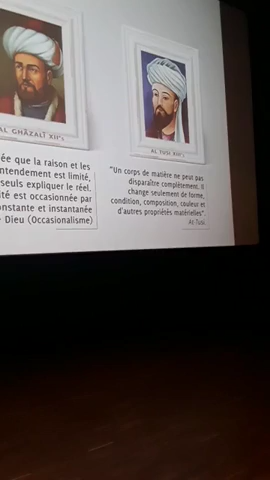 AL GHAZALI XII's
ée que la raison et les
ntendement est limité,
seuls expliquer le réel.
ité est occasionnée par
onstante et instantanée
Dieu (Occasionalisme)
AL TUSI XIII's
"Un corps de matière ne peut pas
disparaître complètement. Il
change seulement de forme,
condition, composition, couleur et
d'autres propriétés matérielles".
At Tusi